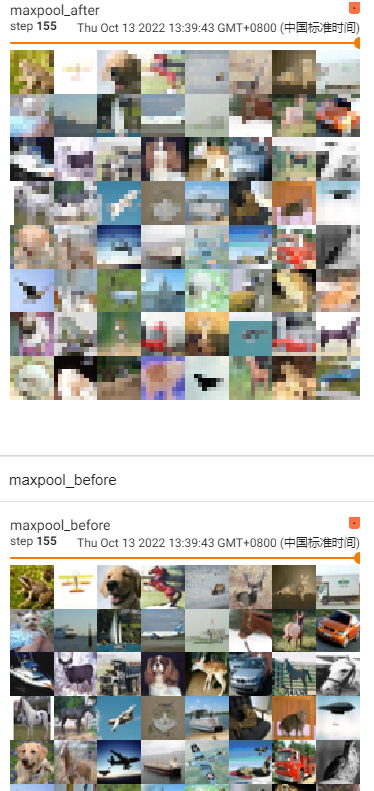 maxpool_after
step 155 Thu Oct 13 2022 13:39:43 GMT+0800 (中国标准时间)
maxpool_before
maxpool_before
step 155 Thu Oct 13 2022 13:39:43 GMT+0800 (中国标准时间)